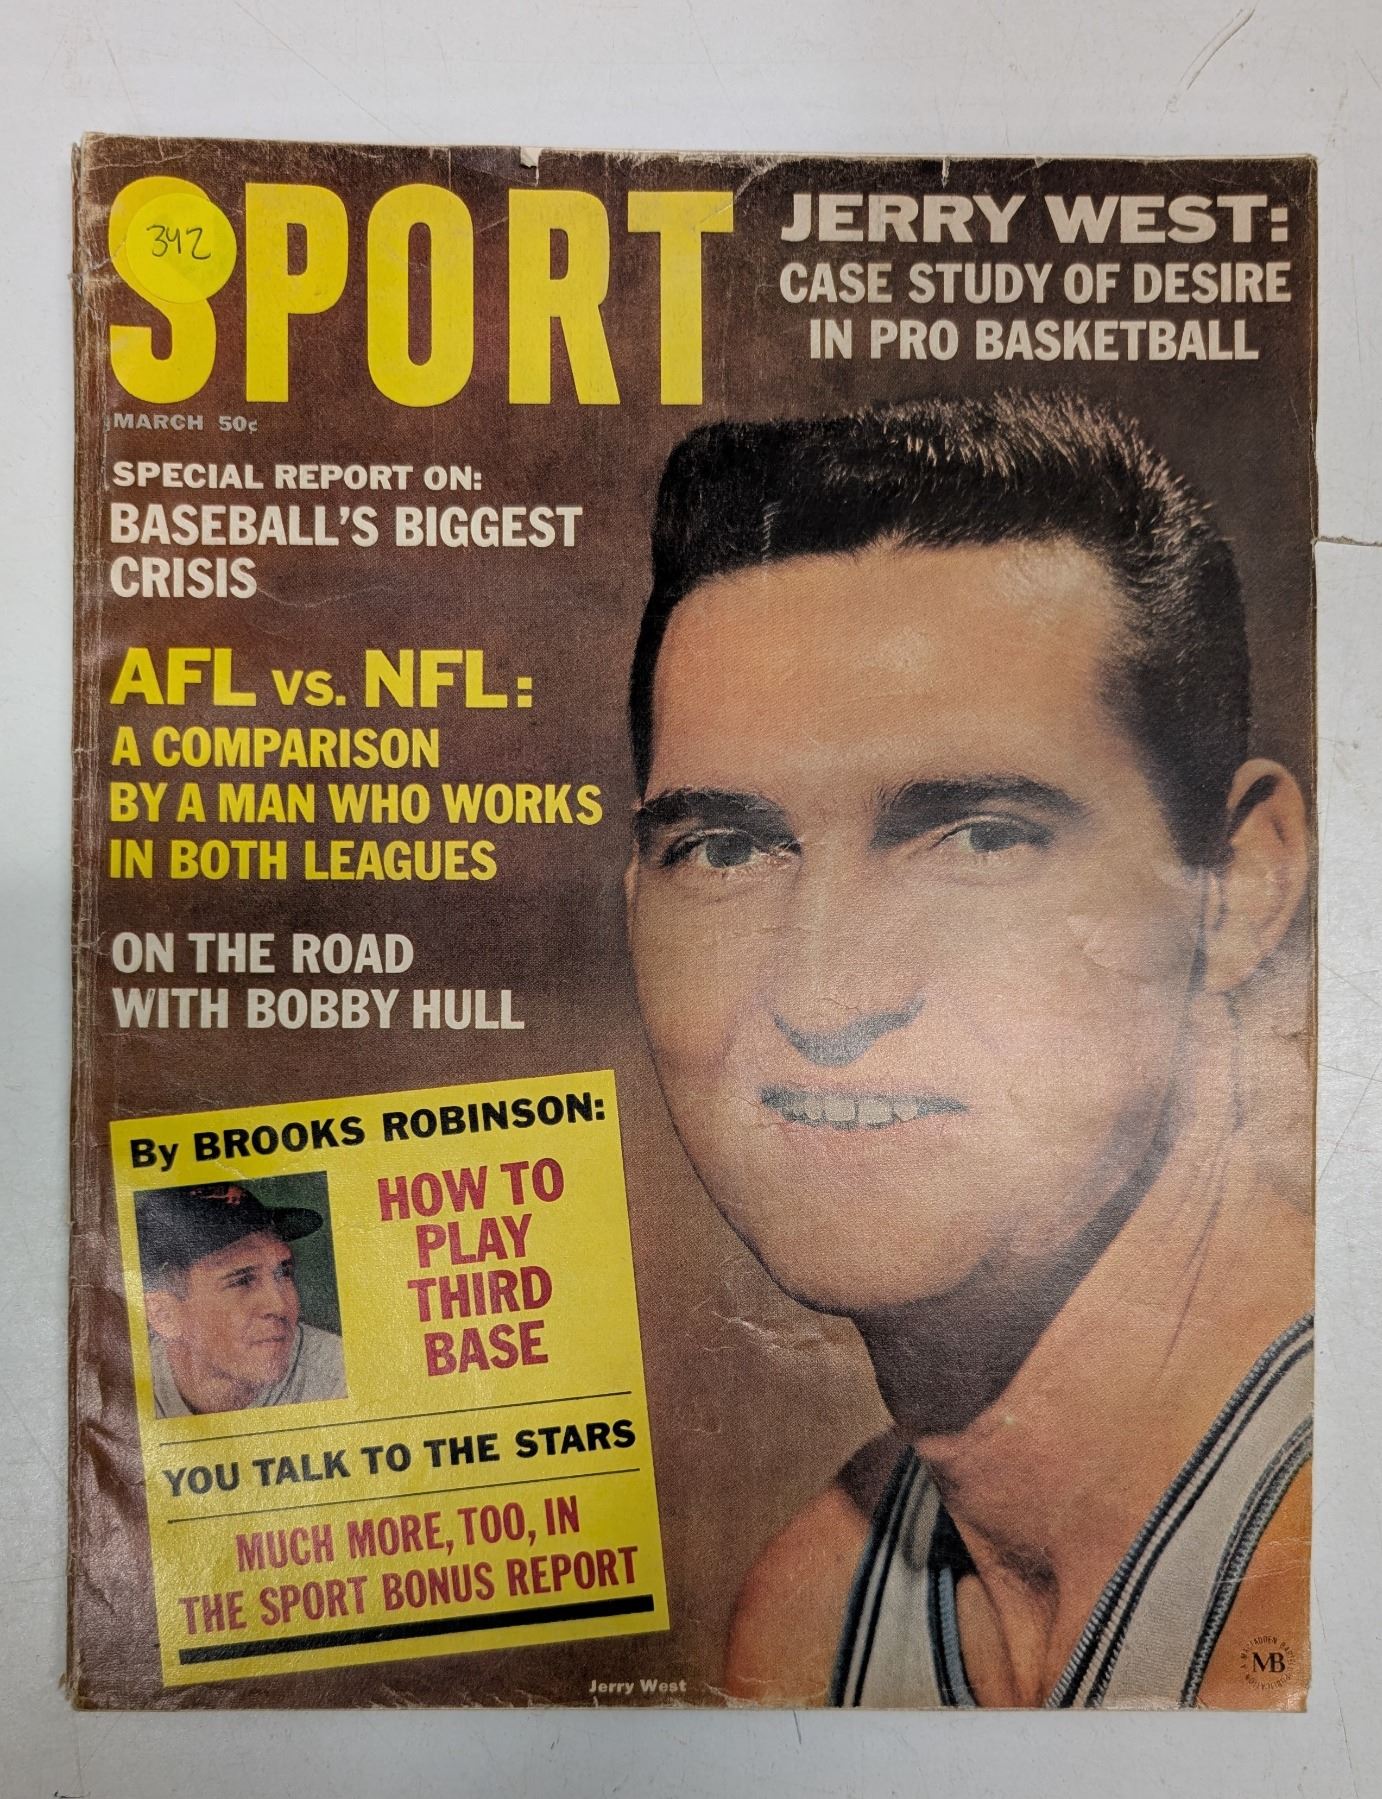 SPORT
342
MARCH 50¢
JERRY WEST:
CASE STUDY OF DESIRE
IN PRO BASKETBALL
SPECIAL REPORT ON:
BASEBALL'S BIGGEST
CRISIS
AFL VS. NFL:
A COMPARISON
BY A MAN WHO WORKS
IN BOTH LEAGUES
ON THE ROAD
WITH BOBBY HULL
By BROOKS ROBINSON:
HOW TO
PLAY
THIRD
BASE
YOU TALK TO THE STARS
MUCH MORE, TOO, IN
THE SPORT BONUS REPORT
Jerry West
MB